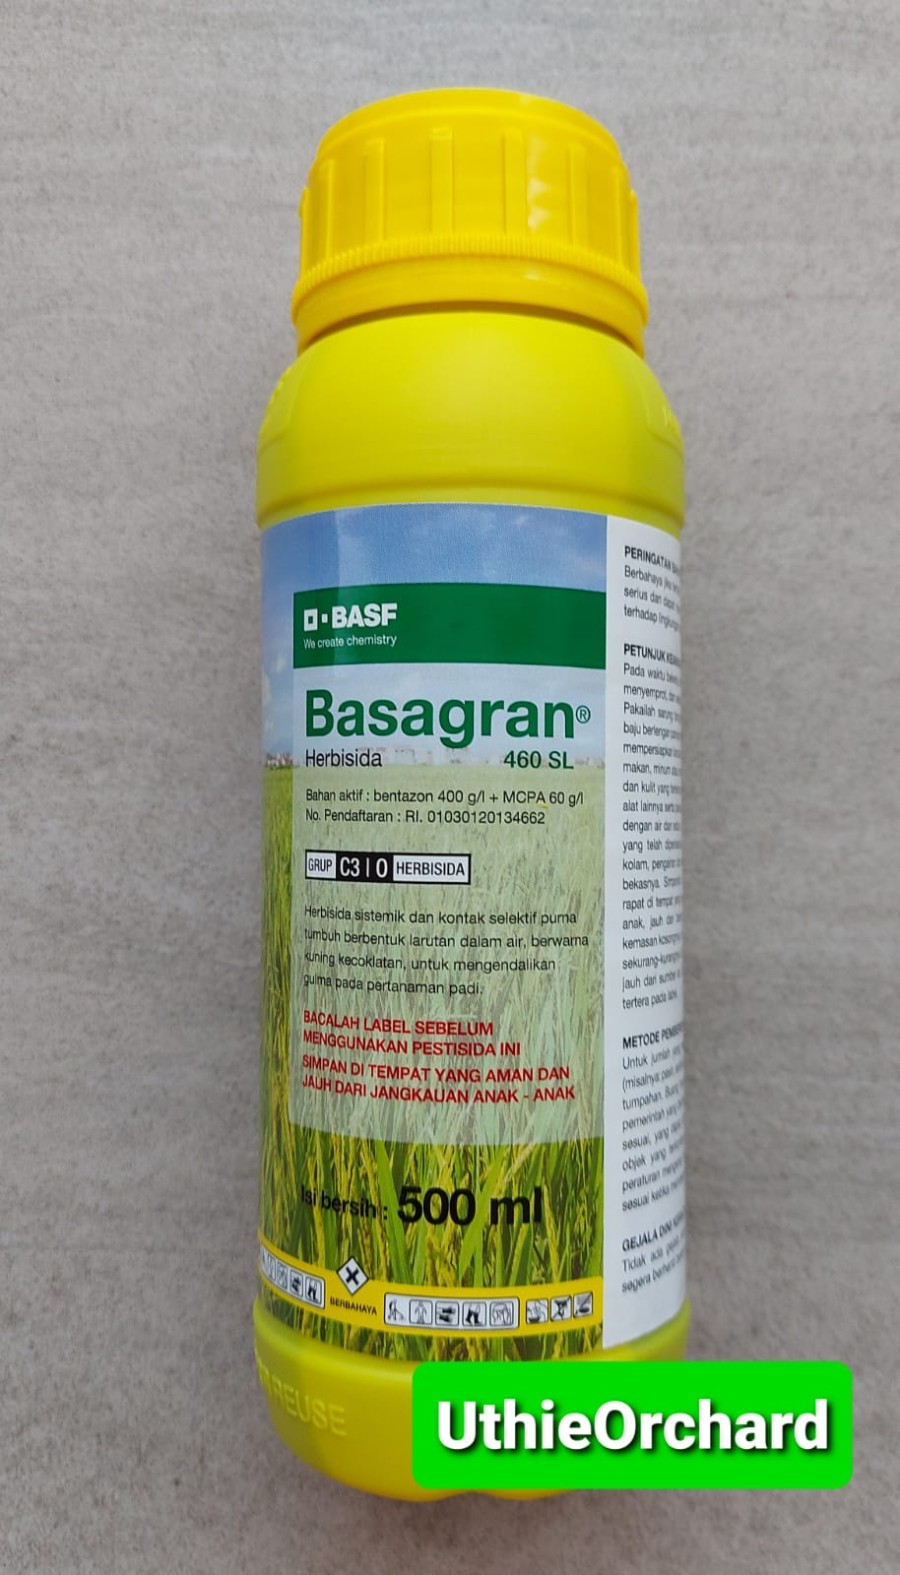 BASF
We create chemistry
Basagran®
Herbisida 460 SL
Bahan aktif : bentazon 400 g/l + MCPA 60 g/l
No. Pendaftaran : RI. 01030120134662
GRUP C3 | O HERBISIDA
Herbisida sistemik dan kontak selektif purna
tumbuh berbentuk larutan dalam air, berwarna
kuning kecoklatan, untuk mengendalikan
gulma pada pertanaman padi.
BACALAH LABEL SEBELUM
MENGGUNAKAN PESTISIDA INI
SIMPAN DI TEMPAT YANG AMAN DAN
JAUH DARI JANGKAUAN ANAK - ANAK
Isi bersih : 500 ml
BERBAHAYA
PERINGATAN
Berbahaya jika
serius dan dapat
terhadap
PETUNJUK
Pada waktu
menyemprot,
Pakailah sarung
baju berlengan
makan, minum
dan kulit yang
alat lainnya
dengan air dan
yang telah
kolam,
bekasnya.
rapat di tempat
anak, jauh dan
kemasan
jauh dari
tertera pada
METODE
Untuk jumlah
(misalnya
tumpahan.
pemerintah
sesuai, yang
objek yang
peraturan
sesuai ketika
GEJALA DINI
Tidak ada
segera
REUSE
UthieOrchard